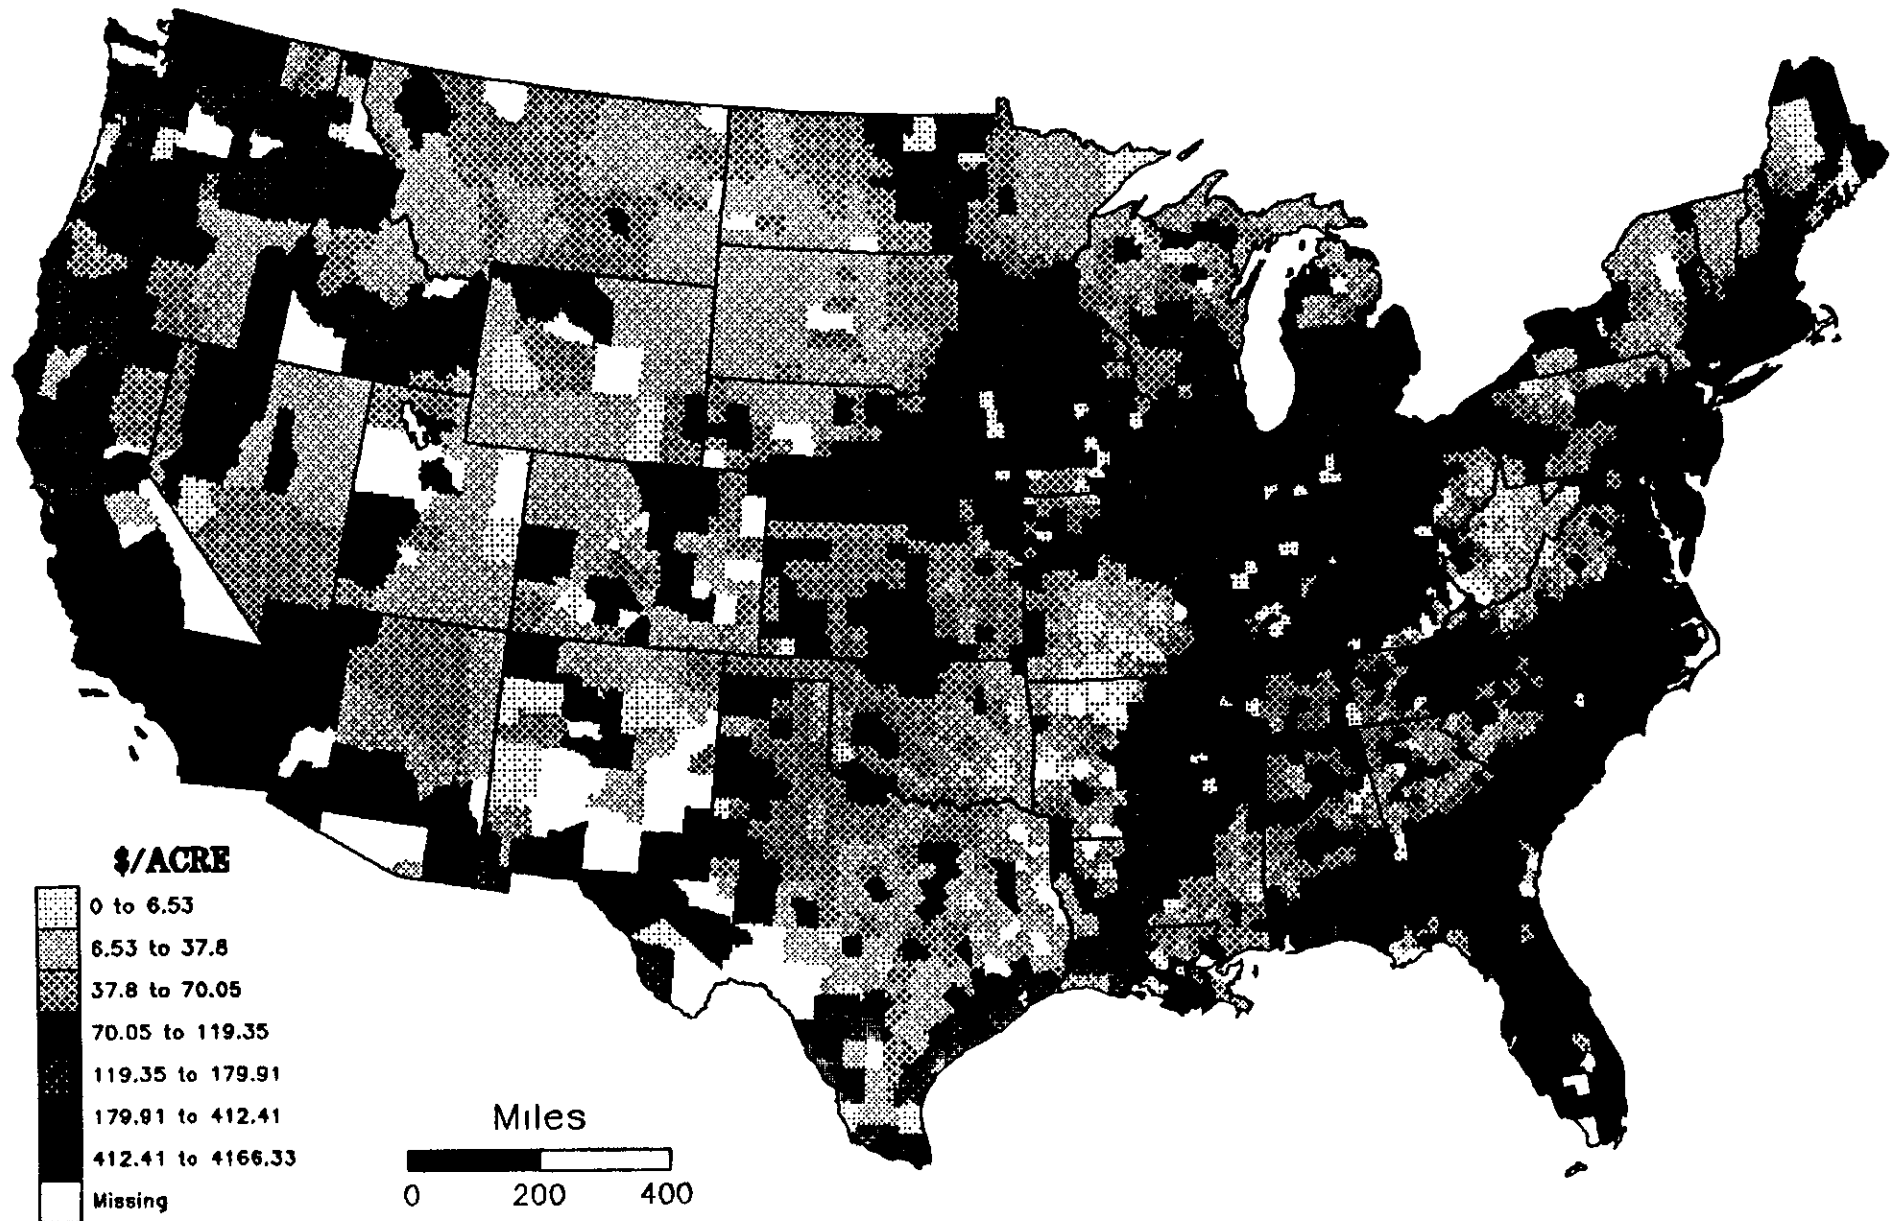 $/ACRE
0 to 6.53
6.53 to 37.8
37.8 to 70.05
70.05 to 119.35
119.35 to 179.91
179.91 to 412.41
412.41 to 4166.33
Missing
Miles
0 200 400